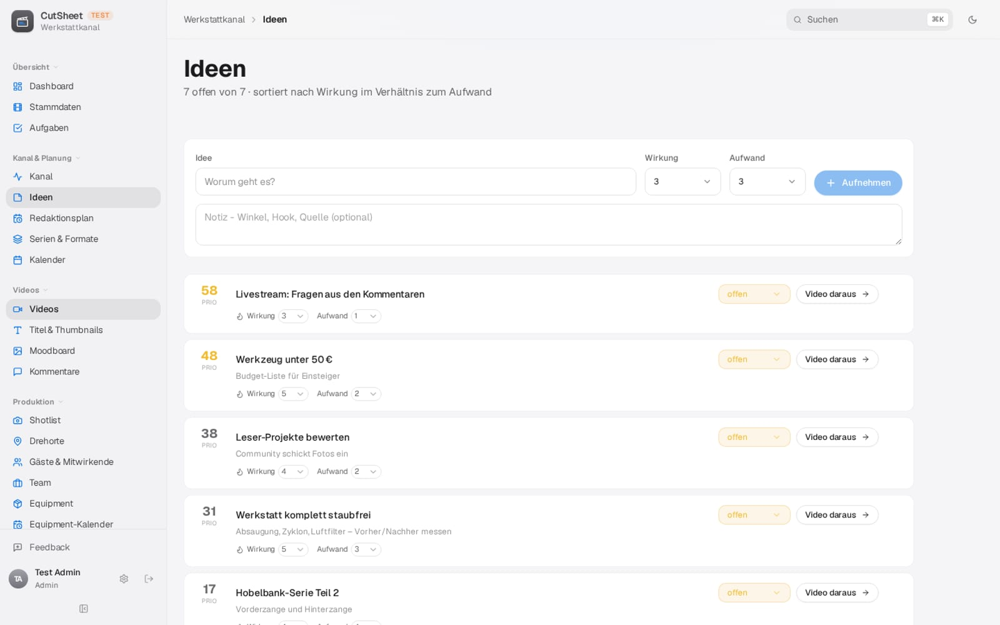 CutSheet TEST
Werkstattkanal
Übersicht
Dashboard
Stammdaten
Aufgaben
Kanal & Planung
Kanal
Ideen
Redaktionsplan
Serien & Formate
Kalender
Videos
Videos
Titel & Thumbnails
Moodboard
Kommentare
Produktion
Shotlist
Drehorte
Gäste & Mitwirkende
Team
Equipment
Equipment-Kalender
Feedback
TA
Test Admin
Admin
Werkstattkanal > Ideen
Suchen ⌘K
Ideen
7 offen von 7 · sortiert nach Wirkung im Verhältnis zum Aufwand
Idee Wirkung Aufwand
Worum geht es? 3 3 + Aufnehmen
Notiz - Winkel, Hook, Quelle (optional)
58 PRIO
Livestream: Fragen aus den Kommentaren
offen Video daraus →
Wirkung 3 Aufwand 1
48 PRIO
Werkzeug unter 50 €
offen Video daraus →
Budget-Liste für Einsteiger
Wirkung 5 Aufwand 2
38 PRIO
Leser-Projekte bewerten
offen Video daraus →
Community schickt Fotos ein
Wirkung 4 Aufwand 2
31 PRIO
Werkstatt komplett staubfrei
offen Video daraus →
Absaugung, Zyklon, Luftfilter – Vorher/Nachher messen
Wirkung 5 Aufwand 3
17 PRIO
Hobelbank-Serie Teil 2
offen Video daraus →
Vorderzange und Hinterzange